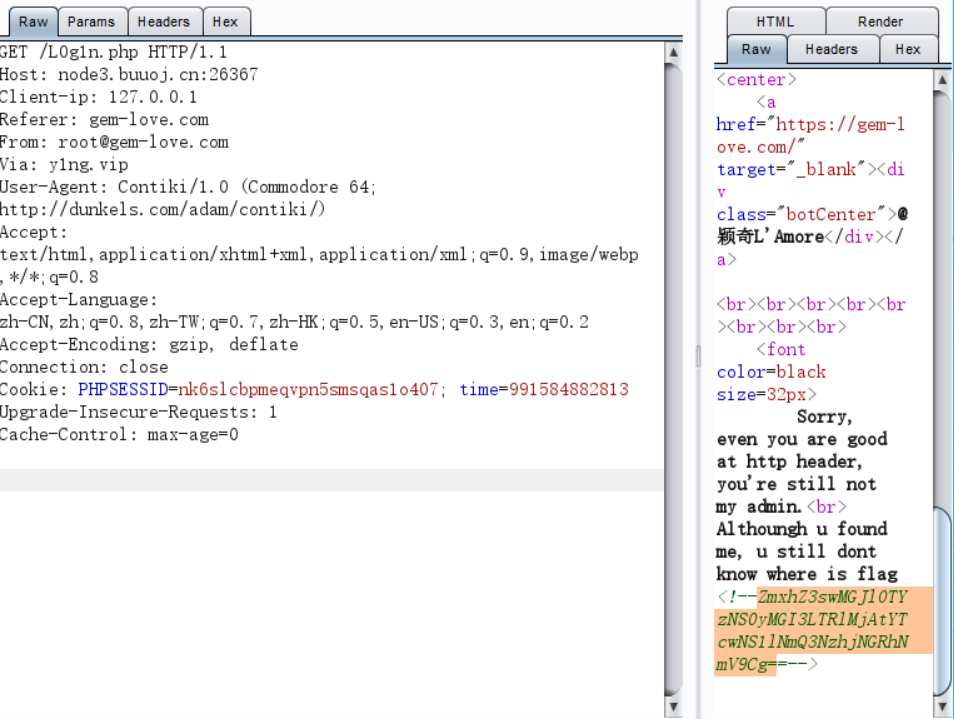 Raw Params Headers Hex
GET /L0g1n.php HTTP/1.1
Host: node3.buuoj.cn:26367
Client-ip: 127.0.0.1
Referer: gem-love.com
From: root@gem-love.com
Via: y1ng.vip
User-Agent: Contiki/1.0 (Commodore 64;
http://dunkels.com/adam/contiki/)
Accept:
text/html,application/xhtml+xml,application/xml;q=0.9,image/webp
,*/*;q=0.8
Accept-Language:
zh-CN,zh;q=0.8,zh-TW;q=0.7,zh-HK;q=0.5,en-US;q=0.3,en;q=0.2
Accept-Encoding: gzip, deflate
Connection: close
Cookie: PHPSESSID=nk6slcbpmeqvpn5smsqas1o407; time=991584882813
Upgrade-Insecure-Requests: 1
Cache-Control: max-age=0
HTML Render
Raw Headers Hex
<center>
<a
href="https://gem-l
ove.com/"
target="_blank"><di
v
class="botCenter">@
颖奇L'Amore</div></
a>
<br><br><br><br><br
><br><br><br>
<font
color=black
size=32px>
Sorry,
even you are good
at http header,
you're still not
my admin.<br>
Althoungh u found
me, u still dont
know where is flag
<!--ZmxhZ3swMGJlOTY
zNS0yMGI3LTRlMjAtYT
cwNS1lNmQ3NzhjNGRhN
mV9Cg==-->